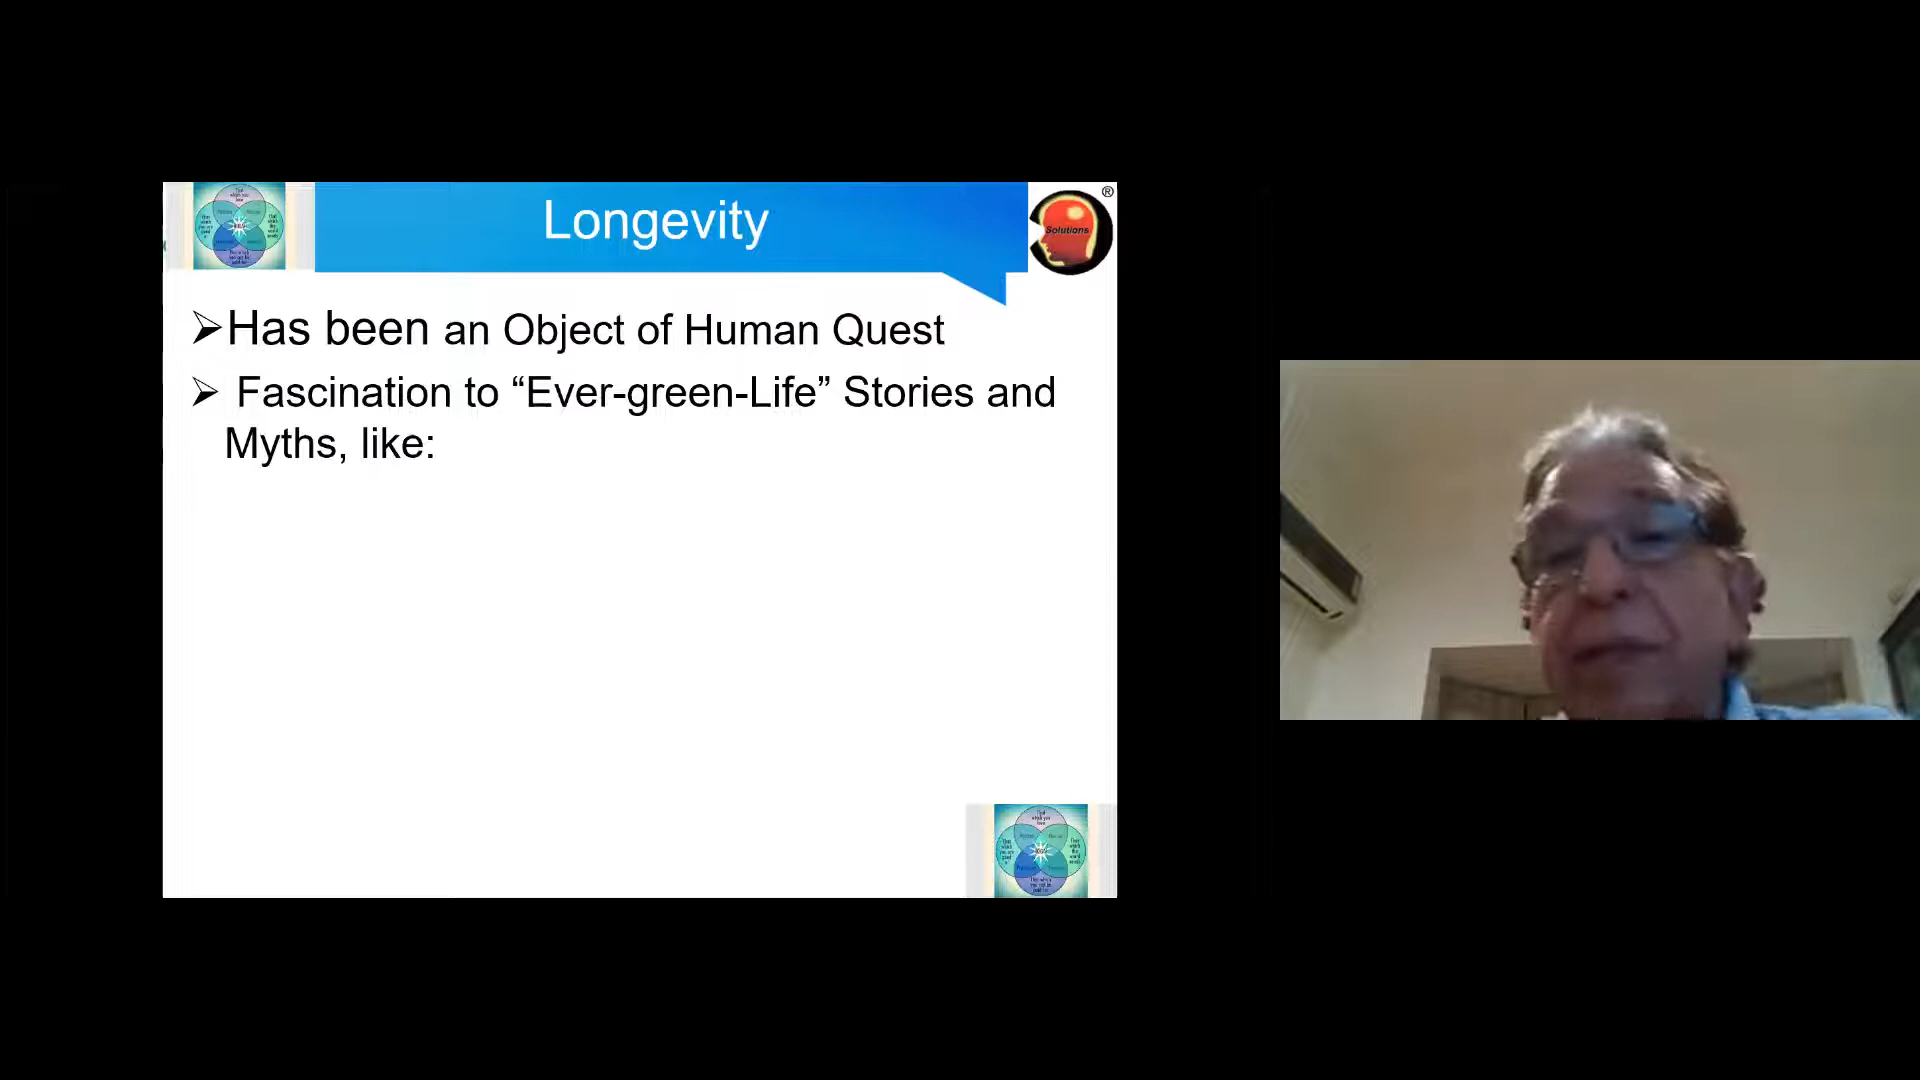 Longevity
®
Solutions
➢Has been an Object of Human Quest
➢ Fascination to “Ever-green-Life” Stories and
Myths, like: